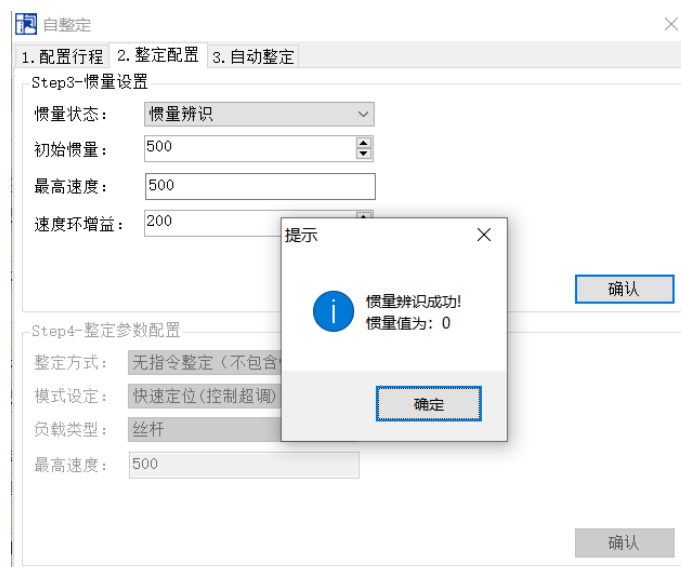 自整定
1.配置行程 2.整定配置 3.自动整定
Step3-惯量设置
惯量状态： 惯量辨识
初始惯量： 500
最高速度： 500
速度环增益： 200
提示
惯量辨识成功!
惯量值为：0
确定
确认
Step4-整定参数配置
整定方式： 无指令整定（不包含
模式设定： 快速定位(控制超调)
负载类型： 丝杆
最高速度： 500
确认